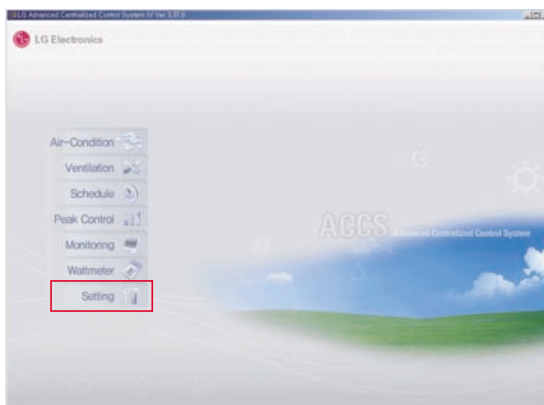 LG Advanced Centralized Control System IV Ver 1.37.0
LG Electronics
Air-Condition
Ventilation
Schedule
Peak Control
Monitoring
Wattmeter
Setting
ACCS Advanced Centralized Control System